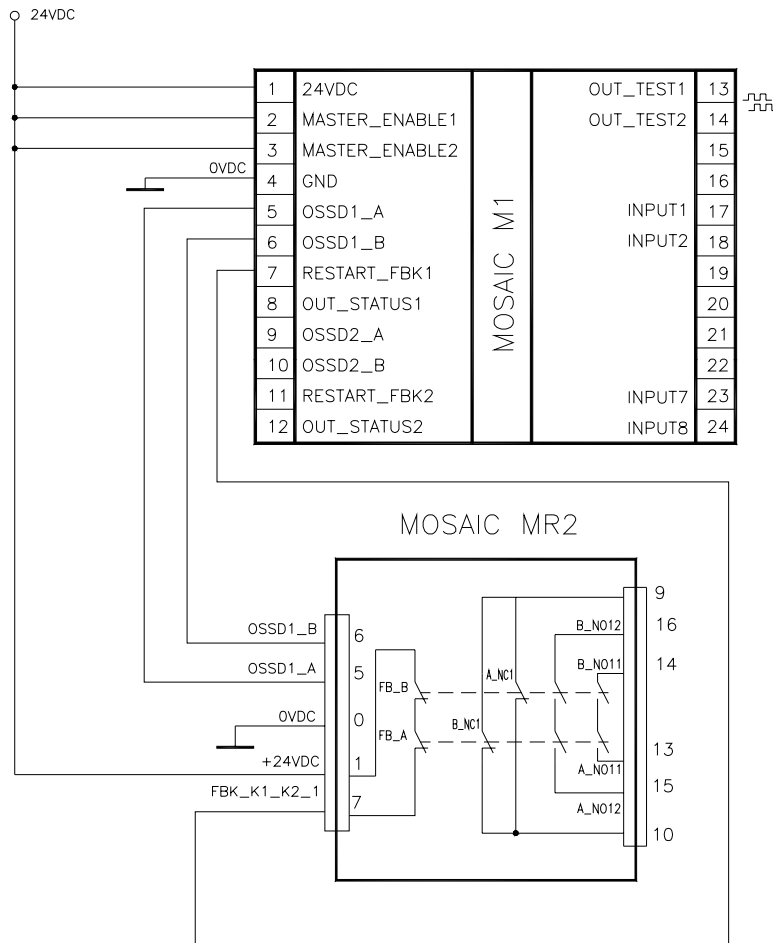 24VDC
1 24VDC OUT_TEST1 13
2 MASTER_ENABLE1 OUT_TEST2 14
3 MASTER_ENABLE2 15
0VDC
4 GND 16
5 OSSD1_A INPUT1 17
6 OSSD1_B INPUT2 18
7 RESTART_FBK1 19
8 OUT_STATUS1 20
9 OSSD2_A 21
10 OSSD2_B 22
11 RESTART_FBK2 INPUT7 23
12 OUT_STATUS2 INPUT8 24
MOSAIC M1
MOSAIC MR2
9
OSSD1_B 6
B_NO12 16
OSSD1_A 5
A_NC1
B_NO11 14
FB_B
0VDC 0
FB_A
B_NC1
+24VDC 1
13
A_NO11
FBK_K1_K2_1 7
15
A_NO12
10